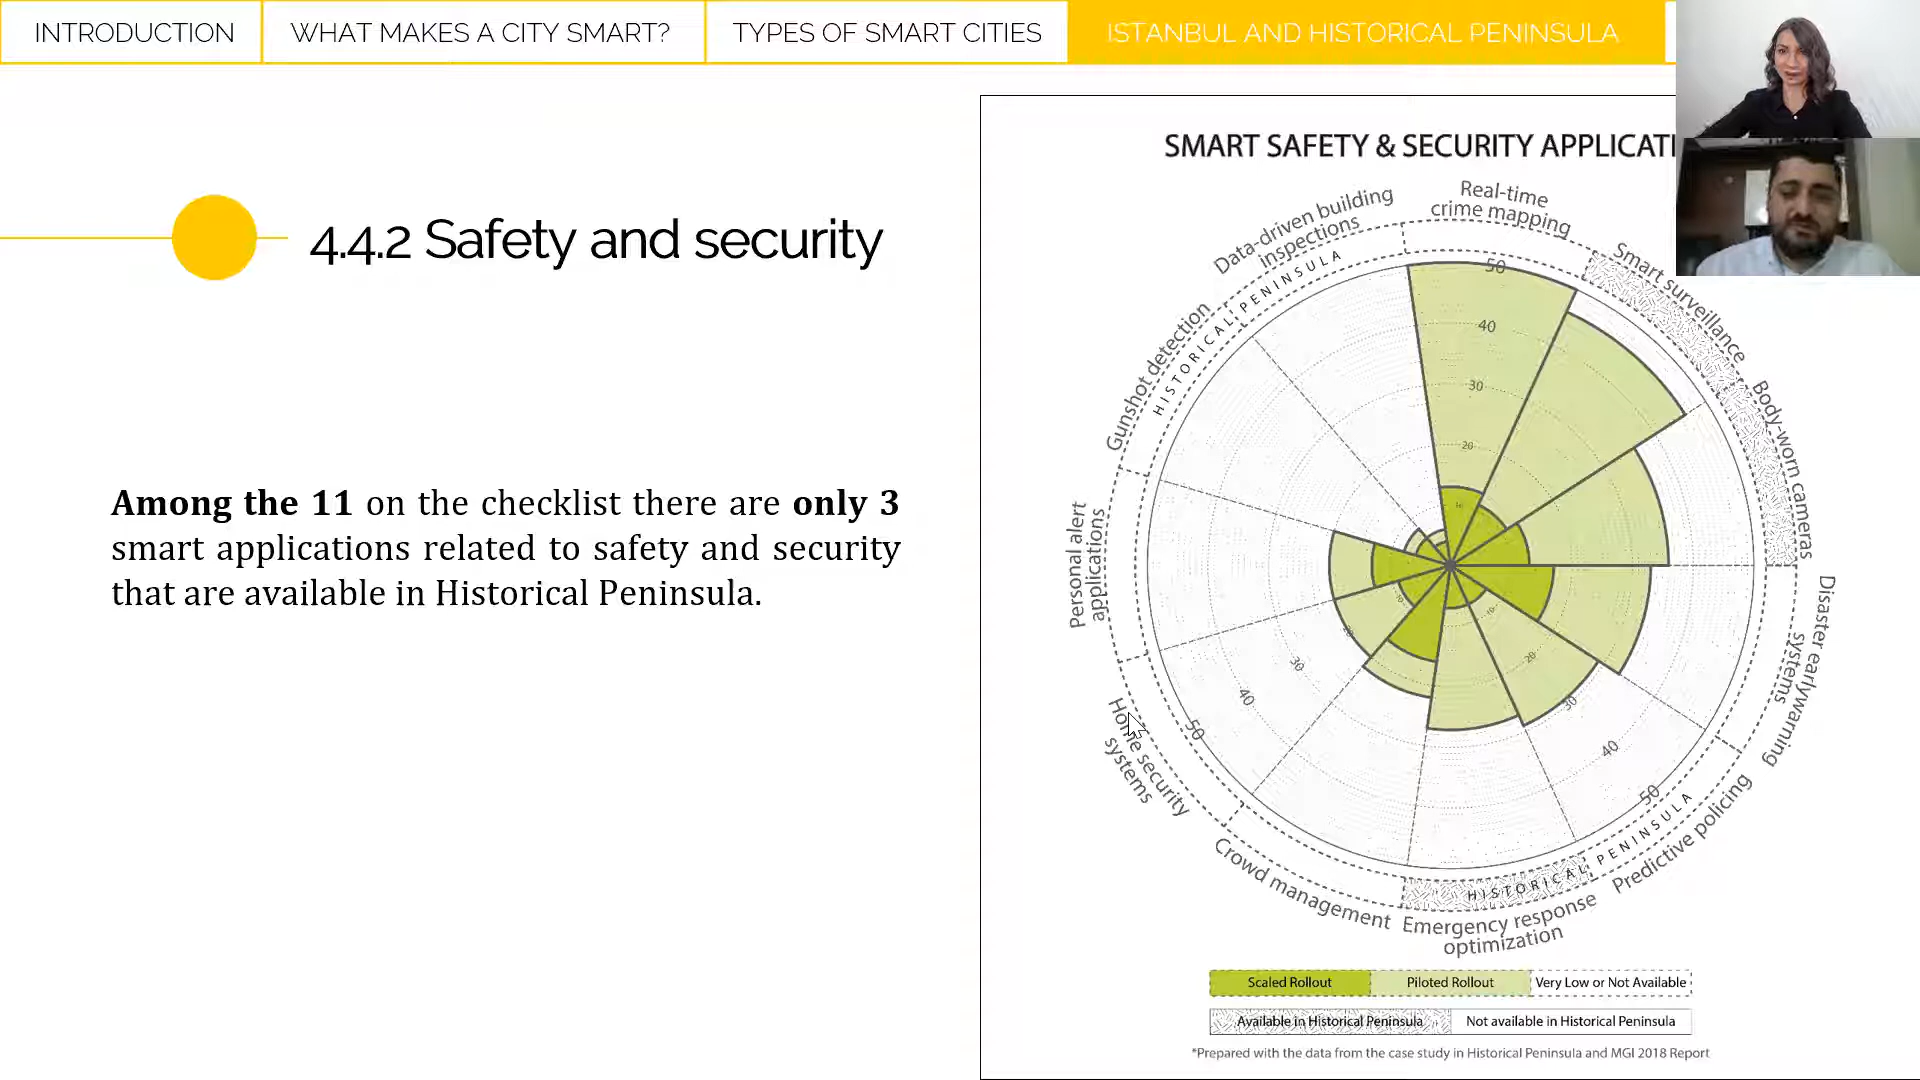 INTRODUCTION
WHAT MAKES A CITY SMART?
TYPES OF SMART CITIES
ISTANBUL AND HISTORICAL PENINSULA
4.4.2 Safety and security
Among the 11 on the checklist there are only 3
smart applications related to safety and security
that are available in Historical Peninsula.
SMART SAFETY & SECURITY APPLICATI
Real-time
crime mapping
Smart surveillance
Body-worn cameras
Disaster early warning
systems
Predictive policing
Emergency response
optimization
Crowd management
Home security
systems
Personal alert
applications
Gunshot detection
Data-driven building
inspections
HISTORICAL PENINSULA
HISTORICAL PENINSULA
50
40
30
20
10
20
30
40
50
10
20
30
40
50
Scaled Rollout
Piloted Rollout
Very Low or Not Available
Available in Historical Peninsula
Not available in Historical Peninsula
*Prepared with the data from the case study in Historical Peninsula and MGI 2018 Report